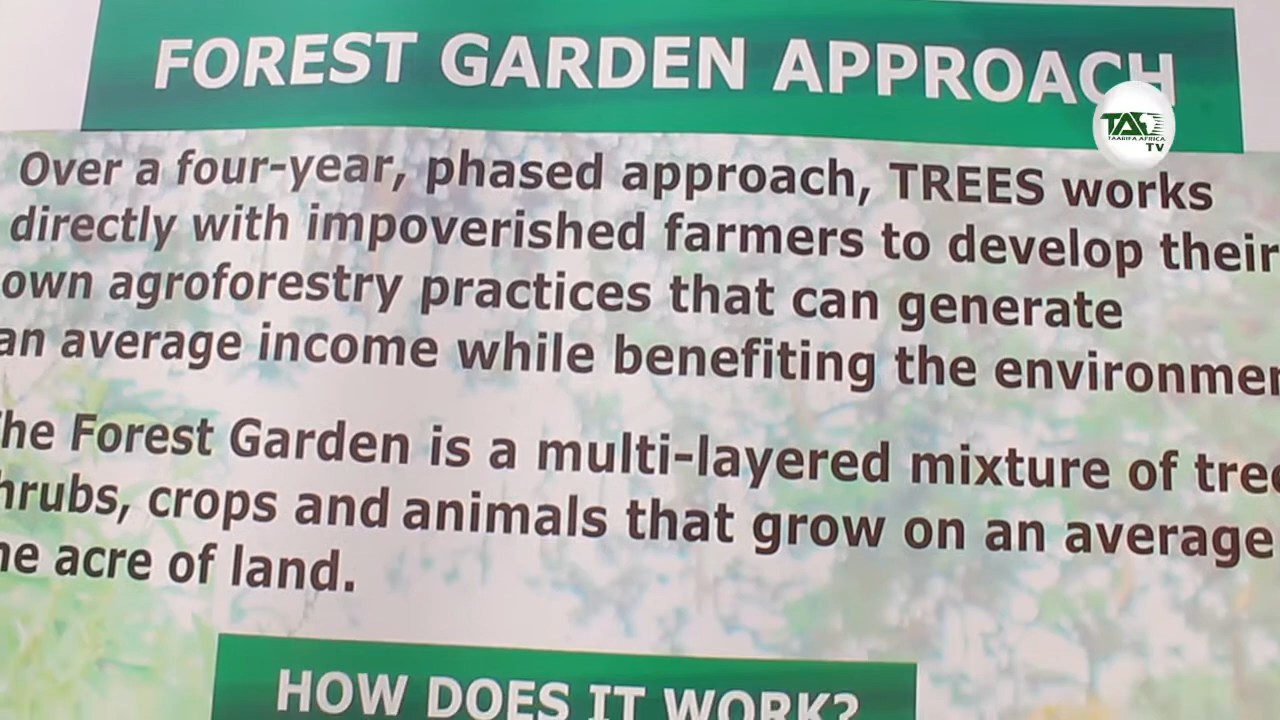 FOREST GARDEN APPROACH
TAA
TAARIFA AFRICA
TV
Over a four-year, phased approach, TREES works
directly with impoverished farmers to develop their
own agroforestry practices that can generate
an average income while benefiting the environmen
he Forest Garden is a multi-layered mixture of tree
hrubs, crops and animals that grow on an average
ne acre of land.
HOW DOES IT WORK?